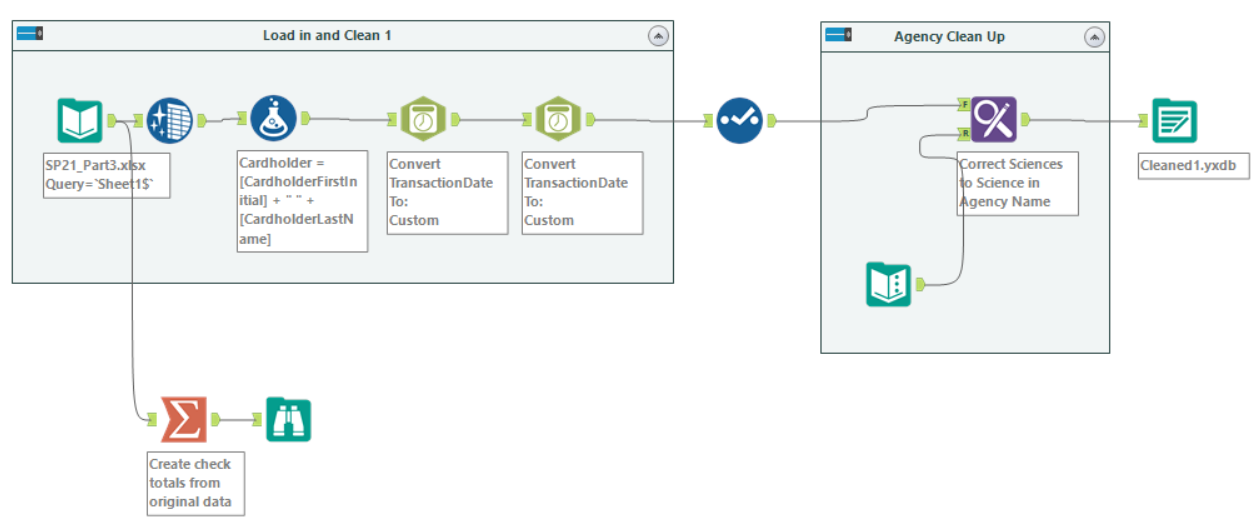 Load in and Clean 1
SP21_Part3.xlsx
Query=`Sheet1$`
Cardholder =
[CardholderFirstIn
itial] + " " +
[CardholderLastN
ame]
Convert
TransactionDate
To:
Custom
Convert
TransactionDate
To:
Custom
Agency Clean Up
F
R
Correct Sciences
to Science in
Agency Name
Cleaned1.yxdb
Create check
totals from
original data